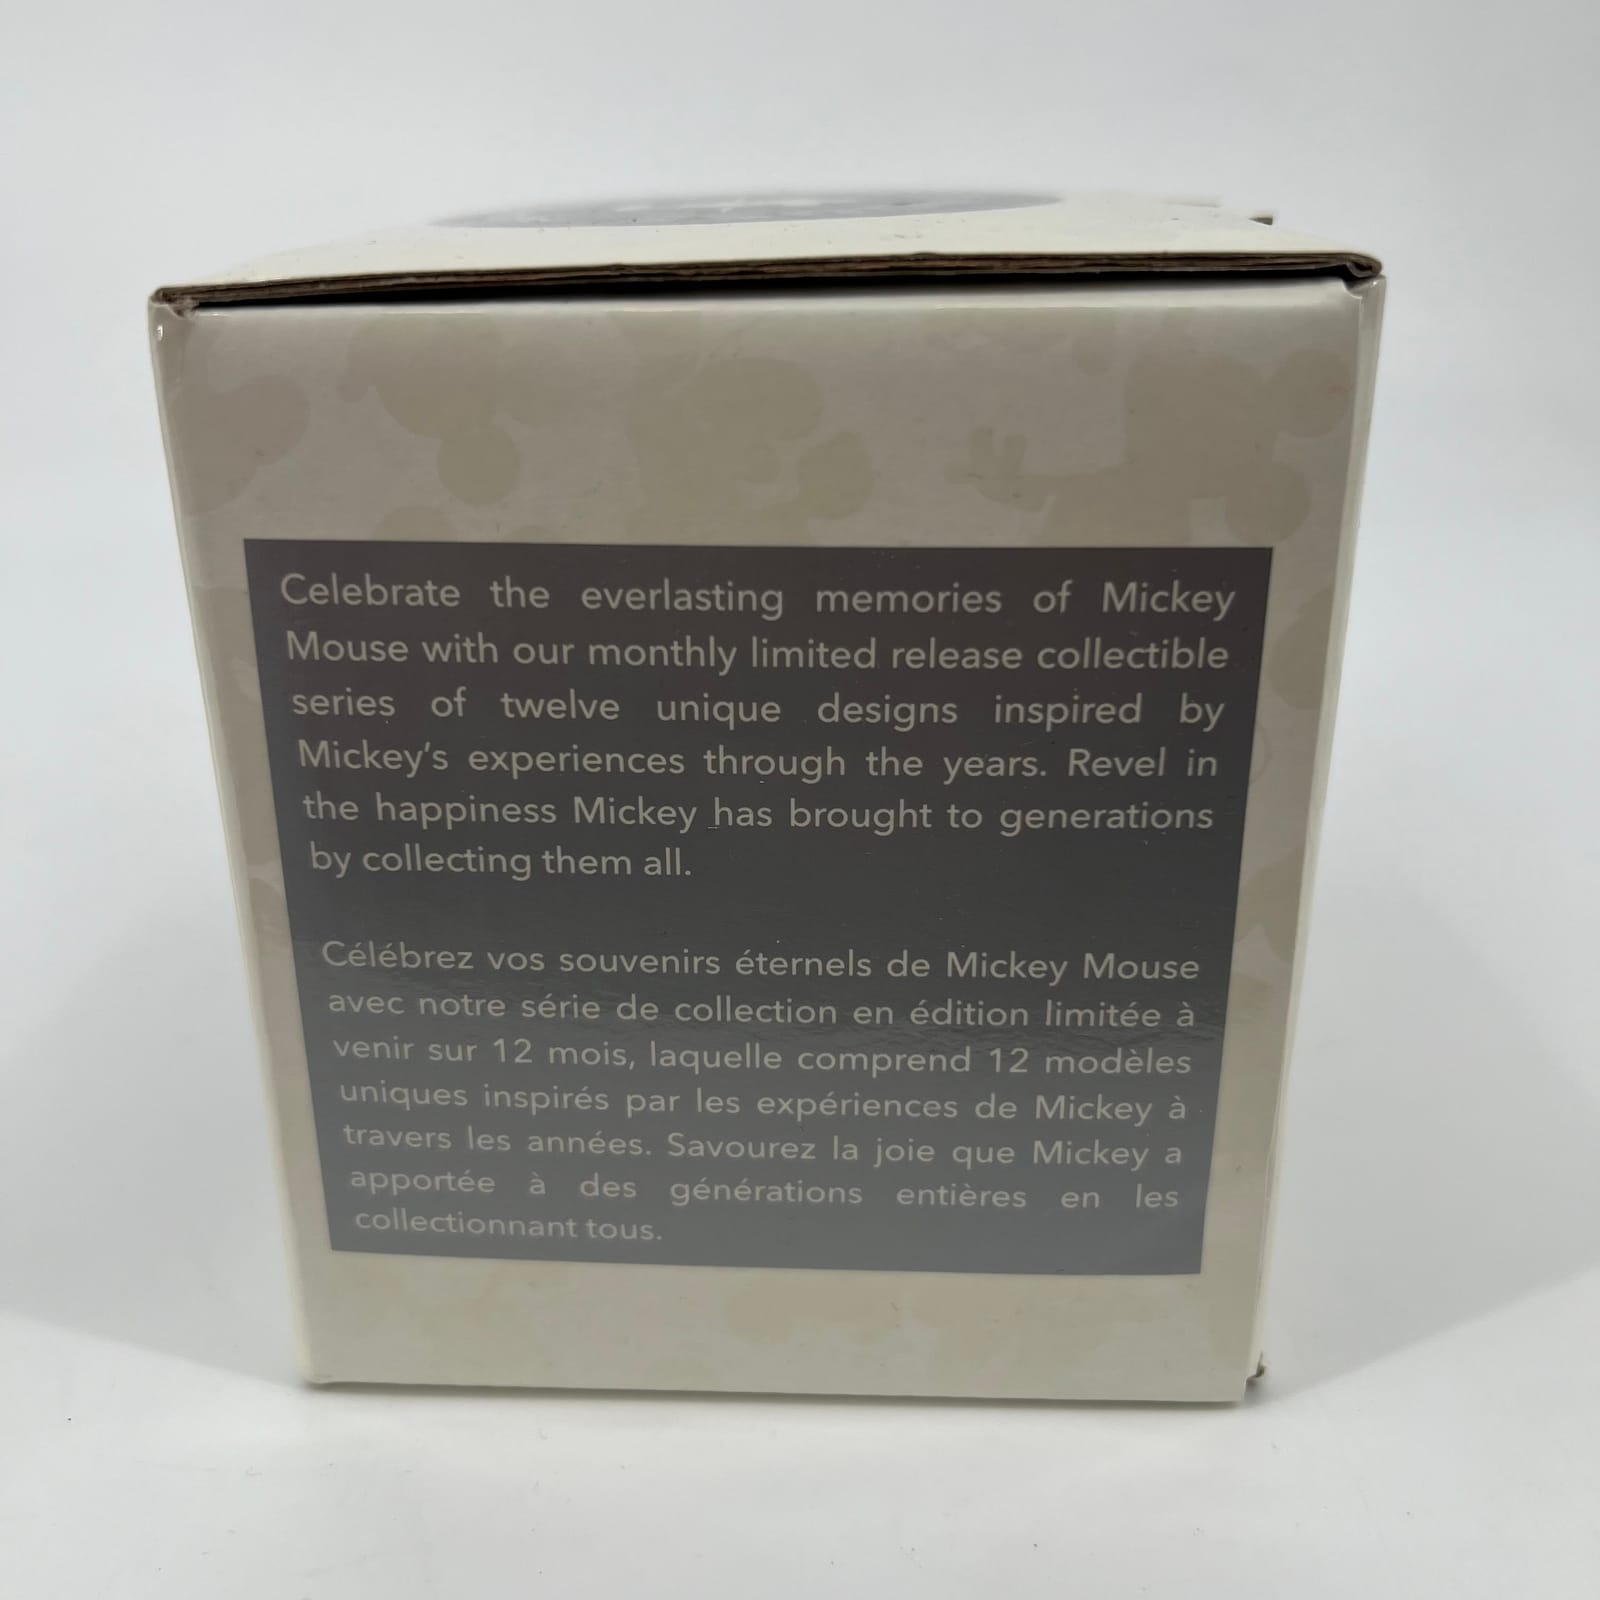 Celebrate the everlasting memories of Mickey
Mouse with our monthly limited release collectible
series of twelve unique designs inspired by
Mickey's experiences through the years. Revel in
the happiness Mickey has brought to generations
by collecting them all.
Célébrez vos souvenirs éternels de Mickey Mouse
avec notre série de collection en édition limitée à
venir sur 12 mois, laquelle comprend 12 modèles
uniques inspirés par les expériences de Mickey à
travers les années. Savourez la joie que Mickey a
apportée à des générations entières en les
collectionnant tous.